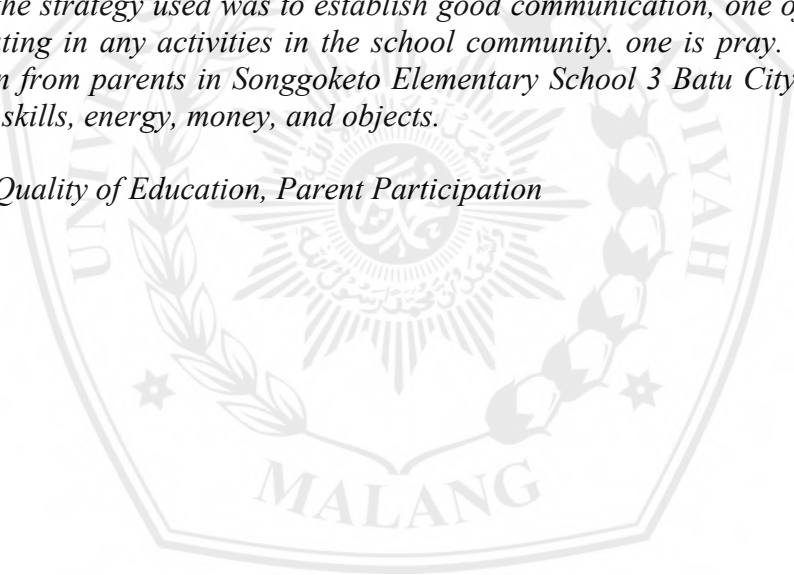 the strategy used was to establish good communication, one
in any activities in the school community. one is pray.
from parents in Songgoketo Elementary School 3 Batu City
skills, energy, money, and objects.
Quality of Education, Parent Participation
MALANG